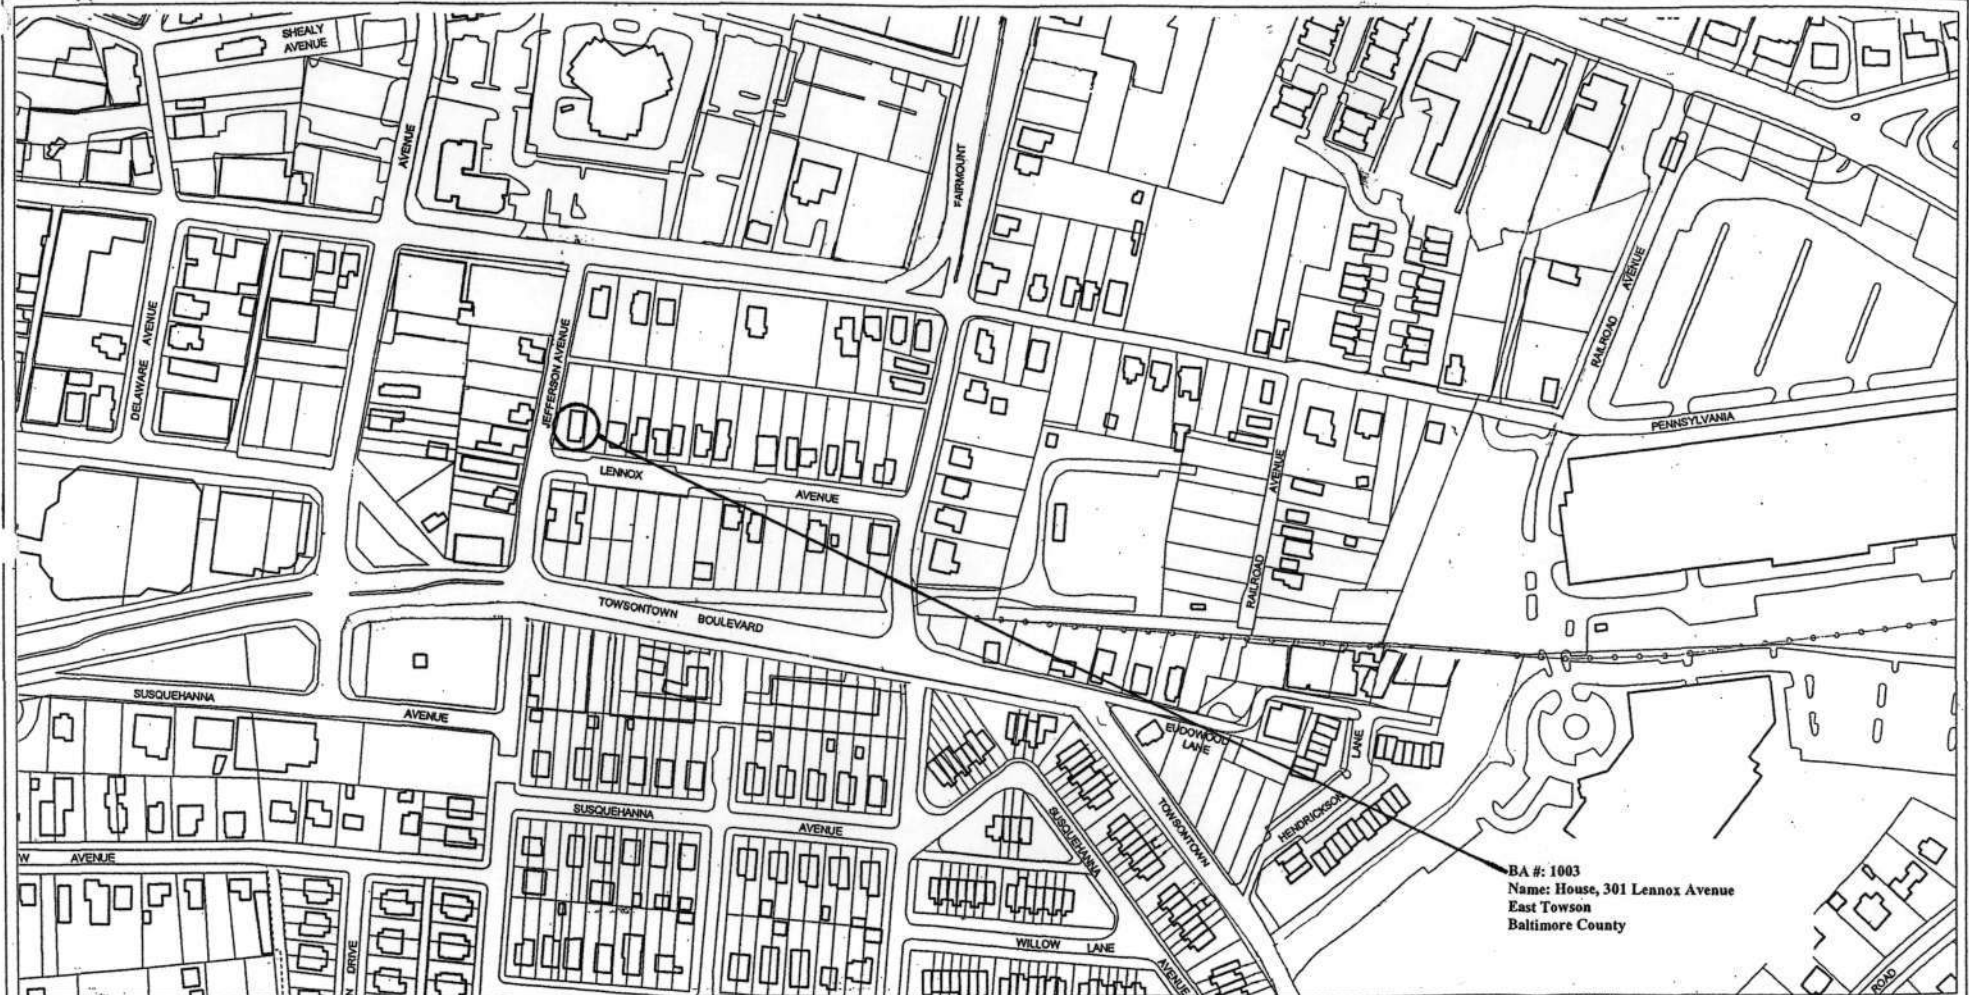 SHEALY
AVENUE
AVENUE
FAIRMOUNT
DELAWARE AVENUE
JEFFERSON AVENUE
RAILROAD AVENUE
PENNSYLVANIA
LENNOX
AVENUE
RAILROAD AVENUE
TOWSONTOWN BOULEVARD
SUSQUEHANNA
AVENUE
EUDOWOOD
LANE
LANE
HENDRICKSON
SUSQUEHANNA
AVENUE
SUSQUEHANNA
AVENUE
TOWSONTOWN
W AVENUE
DRIVE
WILLOW LANE
ROAD
BA #: 1003
Name: House, 301 Lennox Avenue
East Towson
Baltimore County